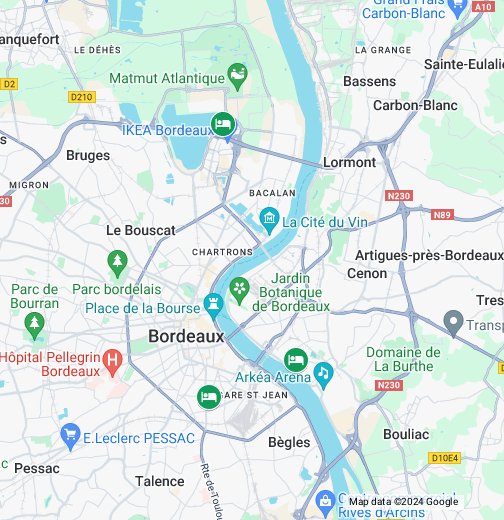 Grand Frais
Carbon-Blanc
A10
anquefort
LE DÉHÈS
LA GRANGE
Sainte-Eulalie
Matmut Atlantique
D2
Bassens
D210
Carbon-Blanc
IKEA Bordeaux
Bruges
Lormont
MIGRON
BACALAN
N230
30
N89
La Cité du Vin
Le Bouscat
CHARTRONS
Artigues-près-Bordeaux
Cenon
Parc de
Bourran
Parc bordelais
Jardin
Botanique
de Bordeaux
Place de la Bourse
Tres
Bordeaux
Transp
Hôpital Pellegrin
Bordeaux
Arkéa Arena
Domaine de
La Burthe
N230
GARE ST JEAN
E.Leclerc PESSAC
Bègles
Bouliac
Pessac
Talence
D10E4
Rte de Toulou
Rives d'Arcins
Map data ©2024 Google